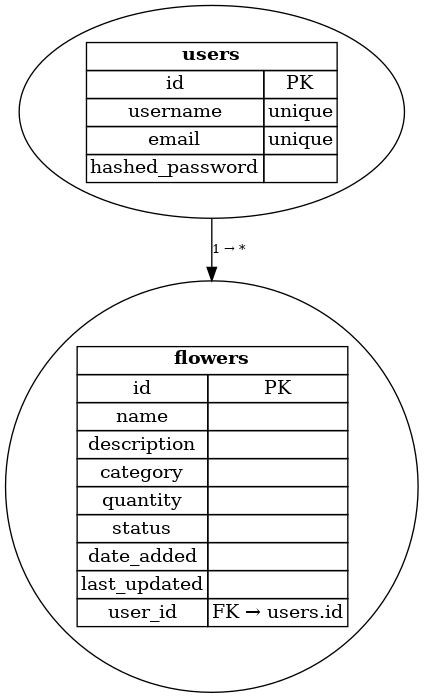 users
id PK
username unique
email unique
hashed_password
1 → *
flowers
id PK
name
description
category
quantity
status
date_added
last_updated
user_id FK → users.id